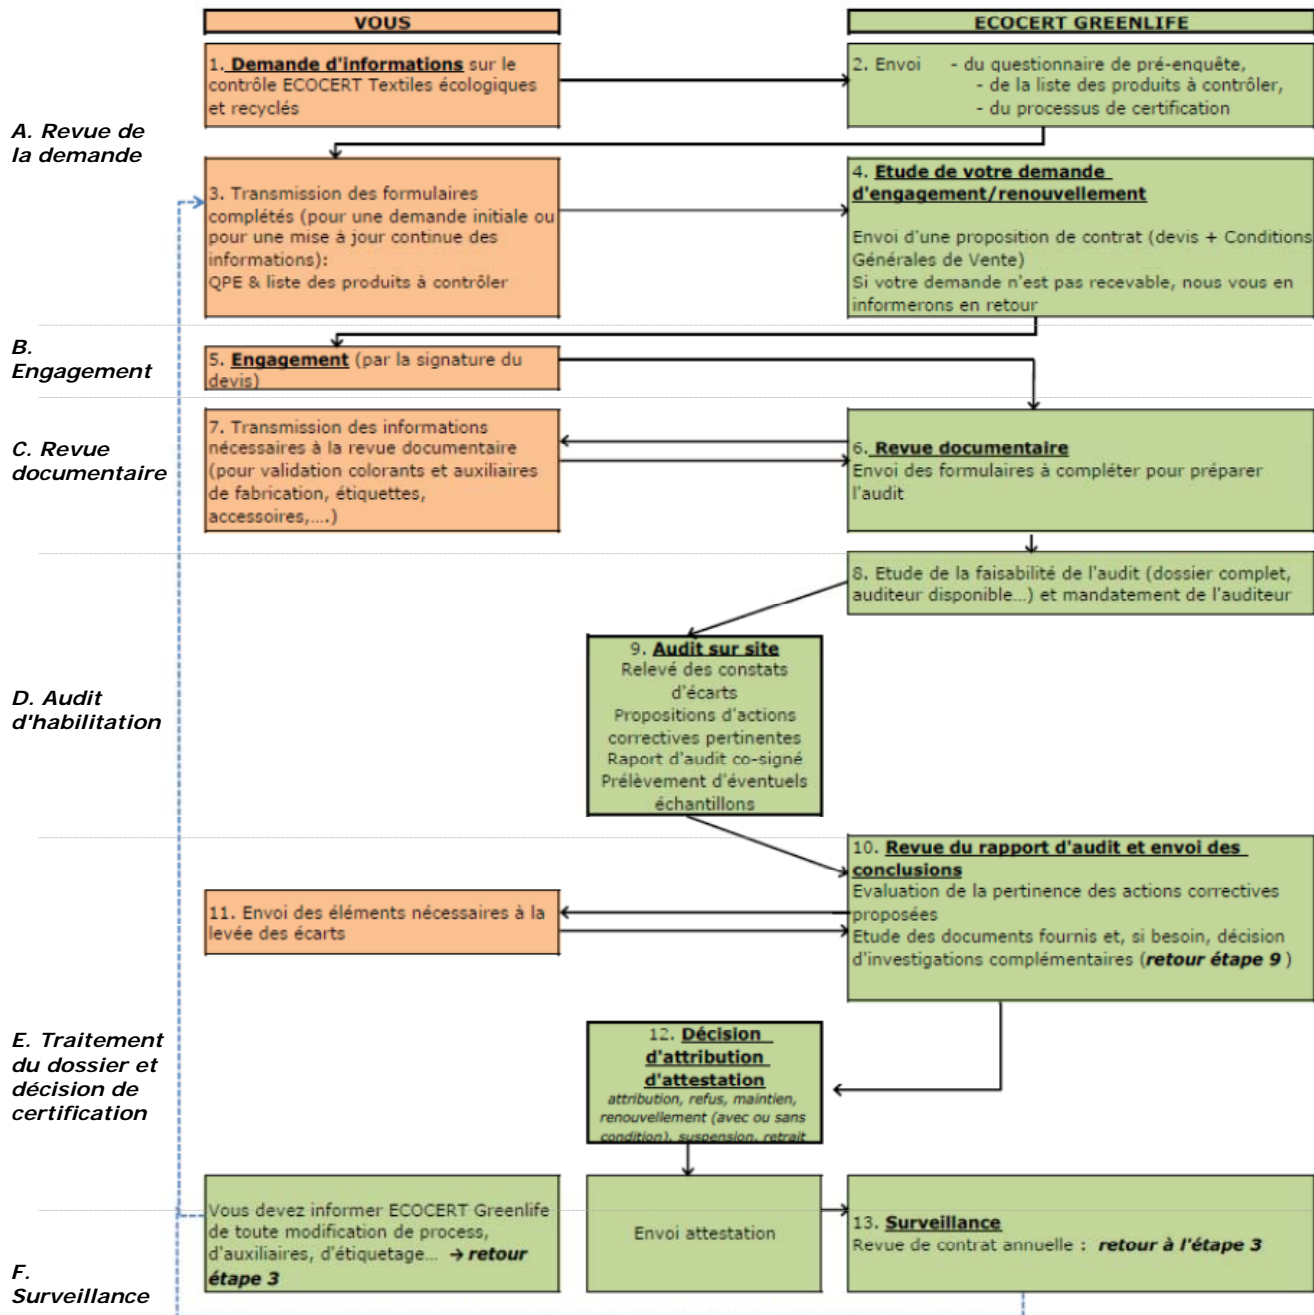 VOUS
ECOCERT GREENLIFE
A. Revue de
la demande
1. Demande d'informations sur le
contrôle ECOCERT Textiles écologiques
et recyclés
2. Envoi - du questionnaire de pré-enquête,
- de la liste des produits à contrôler,
- du processus de certification
3. Transmission des formulaires
complétés (pour une demande initiale ou
pour une mise à jour continue des
informations):
QPE & liste des produits à contrôler
4. Etude de votre demande
d'engagement/renouvellement
Envoi d'une proposition de contrat (devis + Conditions
Générales de Vente)
Si votre demande n'est pas recevable, nous vous en
informerons en retour
B.
Engagement
5. Engagement (par la signature du
devis)
C. Revue
documentaire
7. Transmission des informations
nécessaires à la revue documentaire
(pour validation colorants et auxiliaires
de fabrication, étiquettes,
accessoires,....)
6. Revue documentaire
Envoi des formulaires à compléter pour préparer
l'audit
8. Etude de la faisabilité de l'audit (dossier complet,
auditeur disponible...) et mandatement de l'auditeur
D. Audit
d'habilitation
9. Audit sur site
Relevé des constats
d'écarts
Propositions d'actions
correctives pertinentes
Raport d'audit co-signé
Prélèvement d'éventuels
échantillons
10. Revue du rapport d'audit et envoi des
conclusions
Evaluation de la pertinence des actions correctives
proposées
Etude des documents fournis et, si besoin, décision
d'investigations complémentaires (retour étape 9 )
11. Envoi des éléments nécessaires à la
levée des écarts
E. Traitement
du dossier et
décision de
certification
12. Décision
d'attribution
d'attestation
attribution, refus, maintien,
renouvellement (avec ou sans
condition), suspension, retrait
F.
Surveillance
Vous devez informer ECOCERT Greenlife
de toute modification de process,
d'auxiliaires, d'étiquetage... → retour
étape 3
Envoi attestation
13. Surveillance
Revue de contrat annuelle : retour à l'étape 3